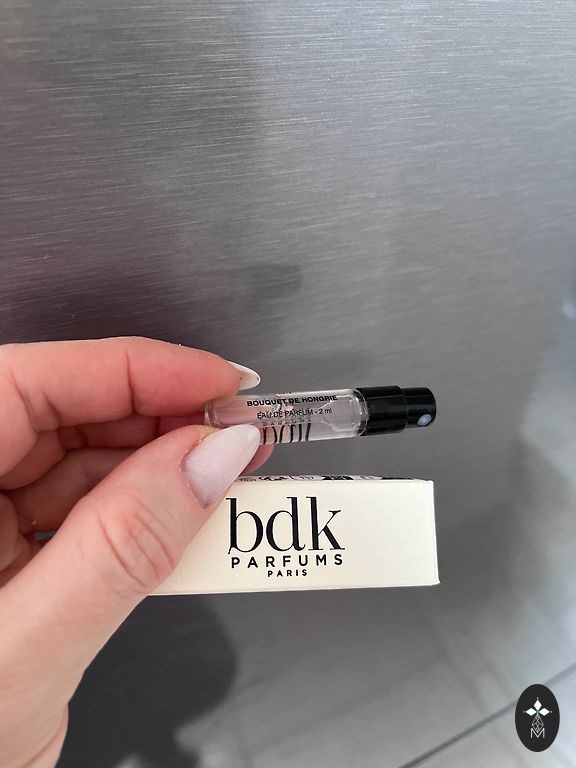 BOUQUET DE HONGRIE
EAU DE PARFUM - 2 ml
bdk
PARFUMS
PARIS